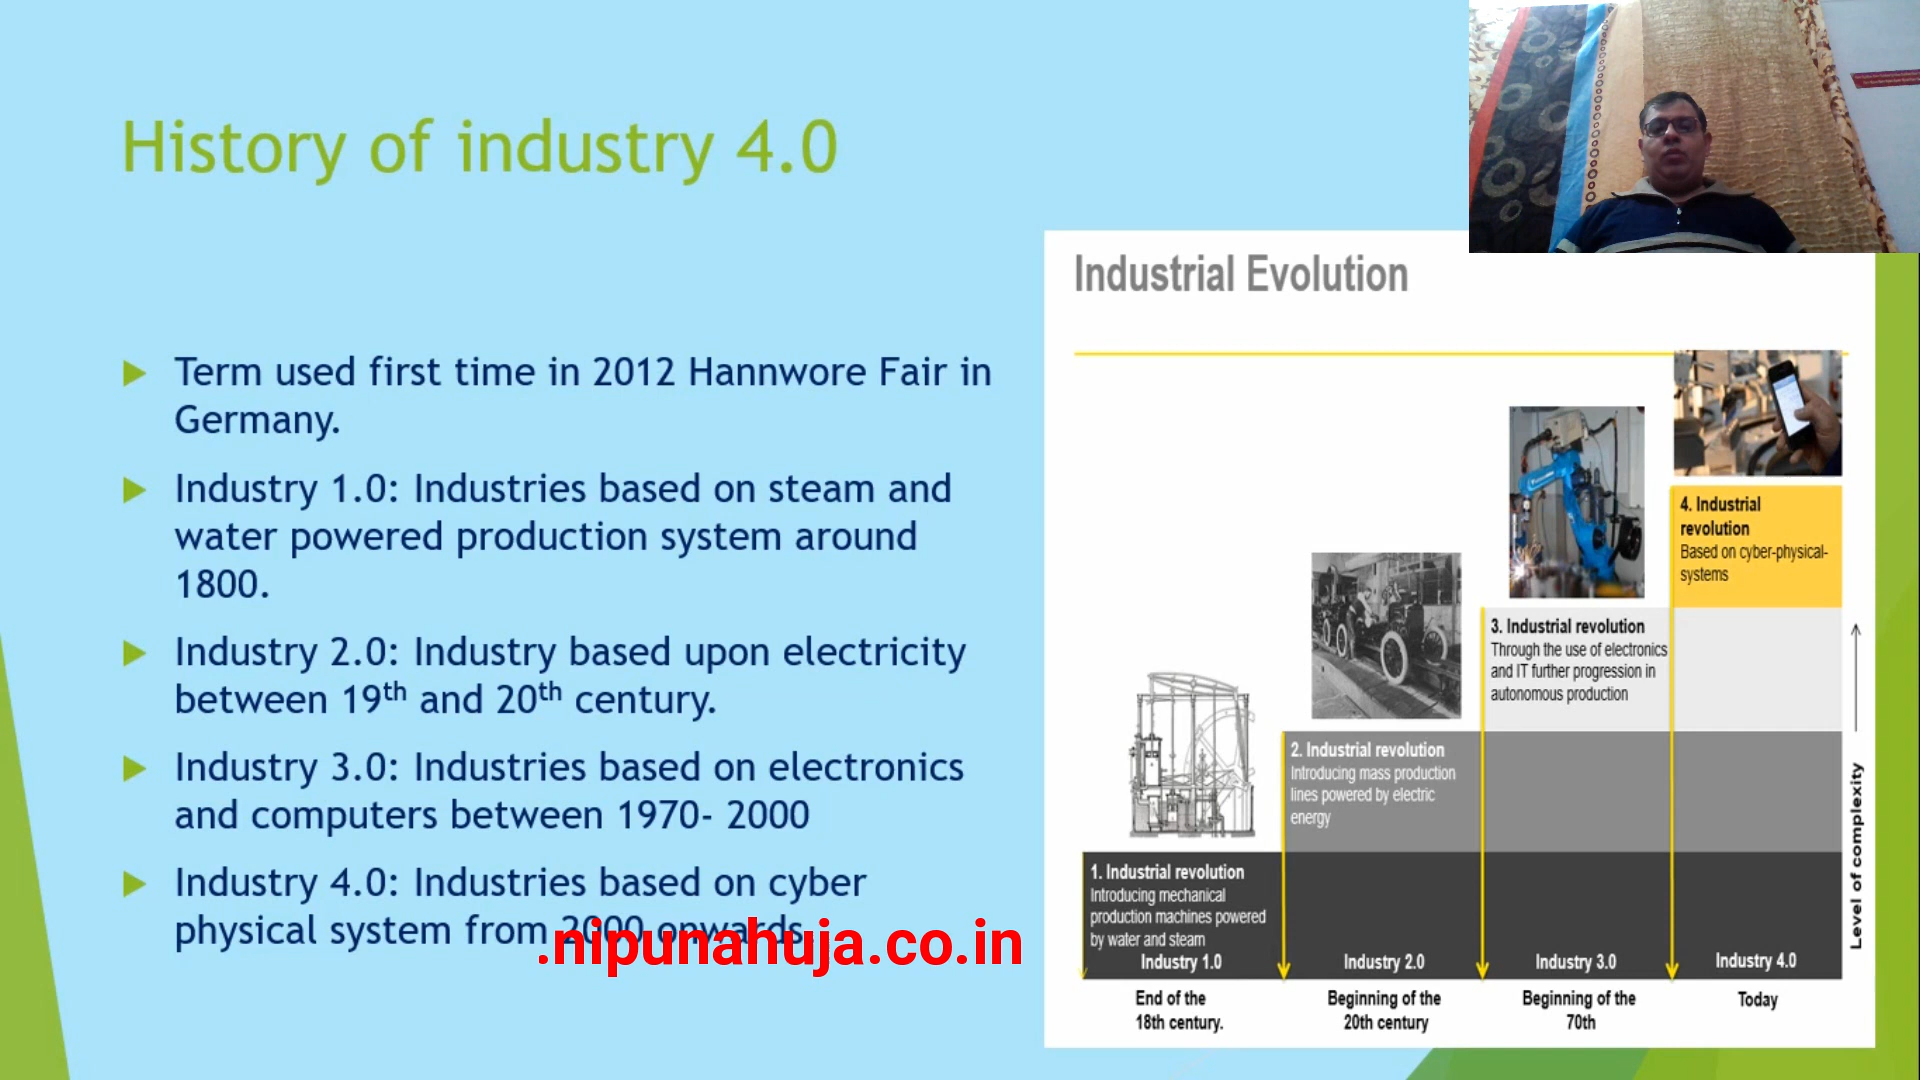 History of industry 4.0
Term used first time in 2012 Hannwore Fair in
Germany.
Industry 1.0: Industries based on steam and
water powered production system around
1800.
Industry 2.0: Industry based upon electricity
between 19th and 20th century.
Industry 3.0: Industries based on electronics
and computers between 1970- 2000
Industry 4.0: Industries based on cyber
physical system from 2000 onwards.
.nipunahuja.co.in
Industrial Evolution
4. Industrial
revolution
Based on cyber-physical-
systems
3. Industrial revolution
Through the use of electronics
and IT further progression in
autonomous production
2. Industrial revolution
Introducing mass production
lines powered by electric
energy
1. Industrial revolution
Introducing mechanical
production machines powered
by water and steam
Industry 1.0
Industry 2.0
Industry 3.0
Industry 4.0
End of the
18th century.
Beginning of the
20th century
Beginning of the
70th
Today
Level of complexity